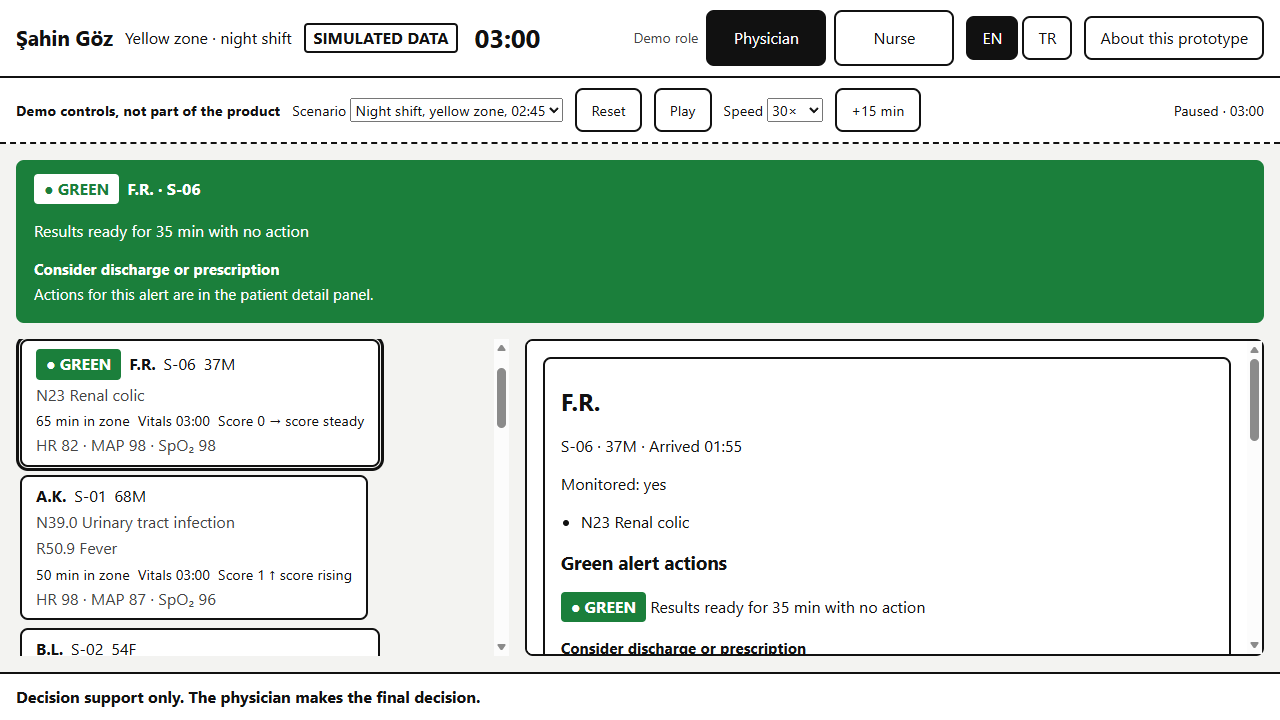 Şahin Göz Yellow zone · night shift SIMULATED DATA 03:00 Demo role Physician Nurse EN TR About this prototype
Demo controls, not part of the product Scenario Night shift, yellow zone, 02:45 Reset Play Speed 30× +15 min Paused · 03:00
● GREEN F.R. · S-06
Results ready for 35 min with no action
Consider discharge or prescription
Actions for this alert are in the patient detail panel.
● GREEN F.R. S-06 37M
N23 Renal colic
65 min in zone Vitals 03:00 Score 0 → score steady
HR 82 · MAP 98 · SpO₂ 98
A.K. S-01 68M
N39.0 Urinary tract infection
R50.9 Fever
50 min in zone Vitals 03:00 Score 1 ↑ score rising
HR 98 · MAP 87 · SpO₂ 96
B.L. S-02 54F
F.R.
S-06 · 37M · Arrived 01:55
Monitored: yes
• N23 Renal colic
Green alert actions
● GREEN Results ready for 35 min with no action
Consider discharge or prescription
Decision support only. The physician makes the final decision.